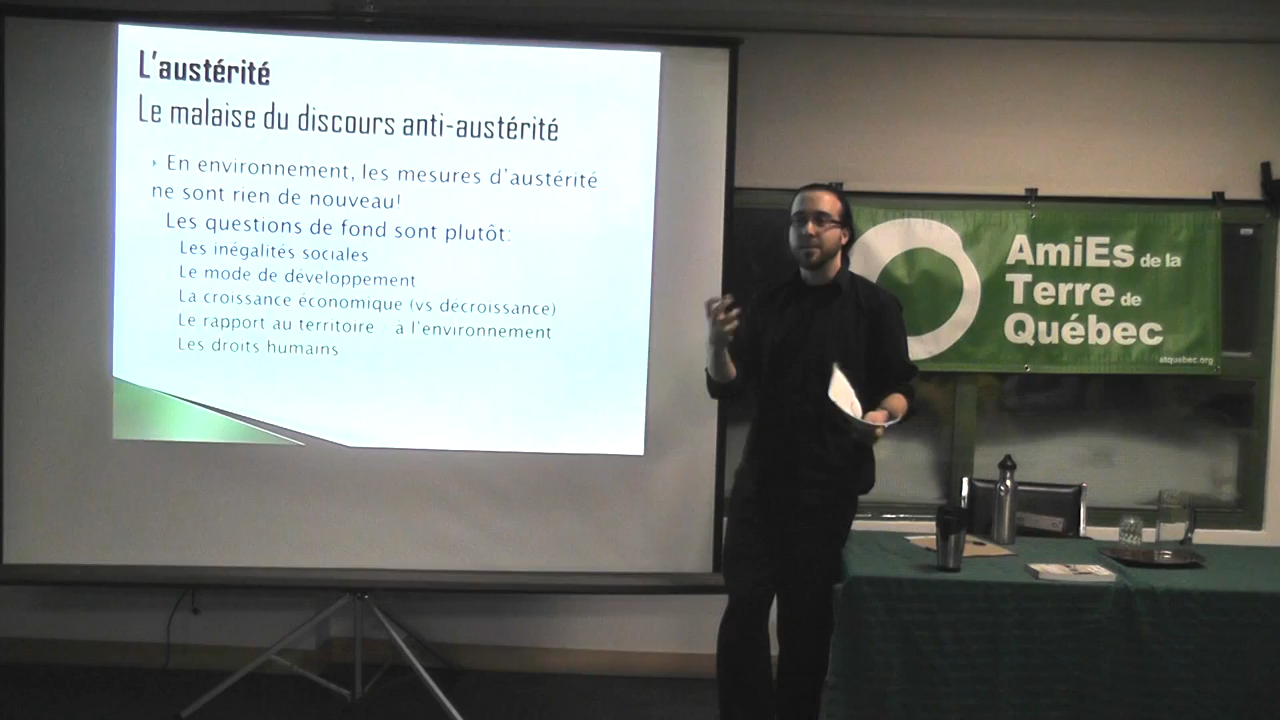 L'austérité
Le malaise du discours anti-austérité
En environnement, les mesures d'austérité
ne sont rien de nouveau!
Les questions de fond sont plutôt:
Les inégalités sociales
Le mode de développement
La croissance économique (vs décroissance)
Le rapport au territoire : à l'environnement
Les droits humains
AmiEs de la
Terre de
Québec
atquebec.org